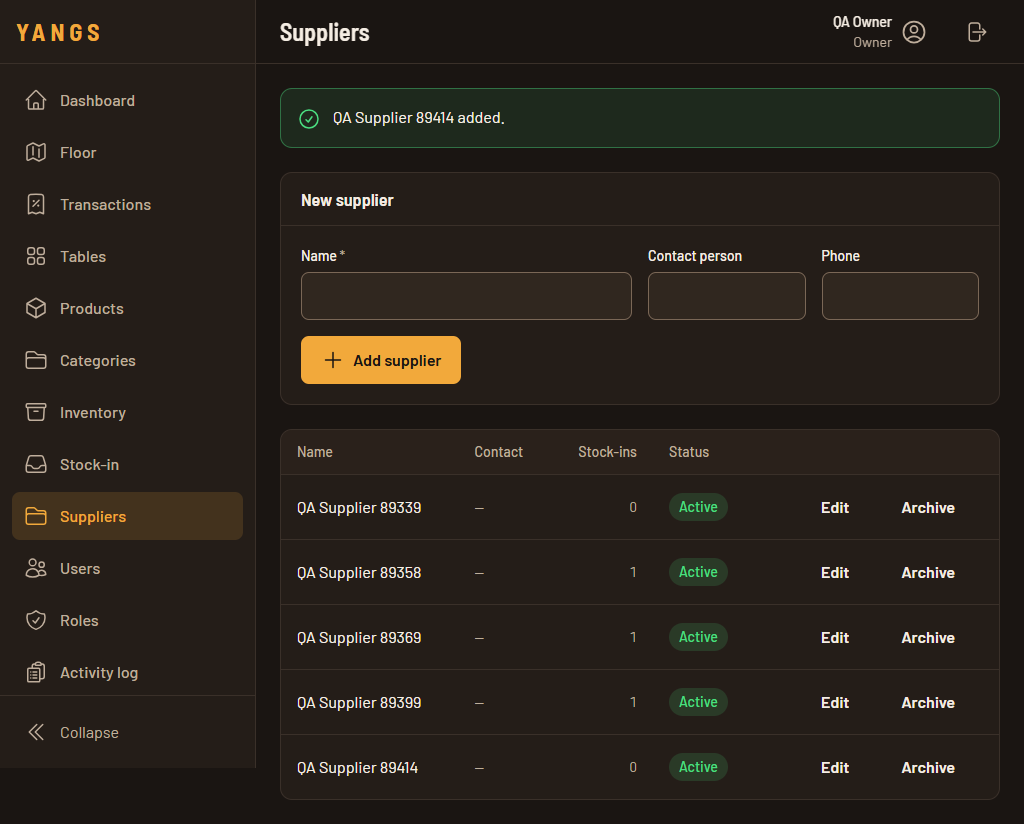 YANGS
Suppliers
QA Owner
Owner
Dashboard
Floor
Transactions
Tables
Products
Categories
Inventory
Stock-in
Suppliers
Users
Roles
Activity log
Collapse
QA Supplier 89414 added.
New supplier
Name * Contact person Phone
Add supplier
Name Contact Stock-ins Status
QA Supplier 89339 — 0 Active Edit Archive
QA Supplier 89358 — 1 Active Edit Archive
QA Supplier 89369 — 1 Active Edit Archive
QA Supplier 89399 — 1 Active Edit Archive
QA Supplier 89414 — 0 Active Edit Archive